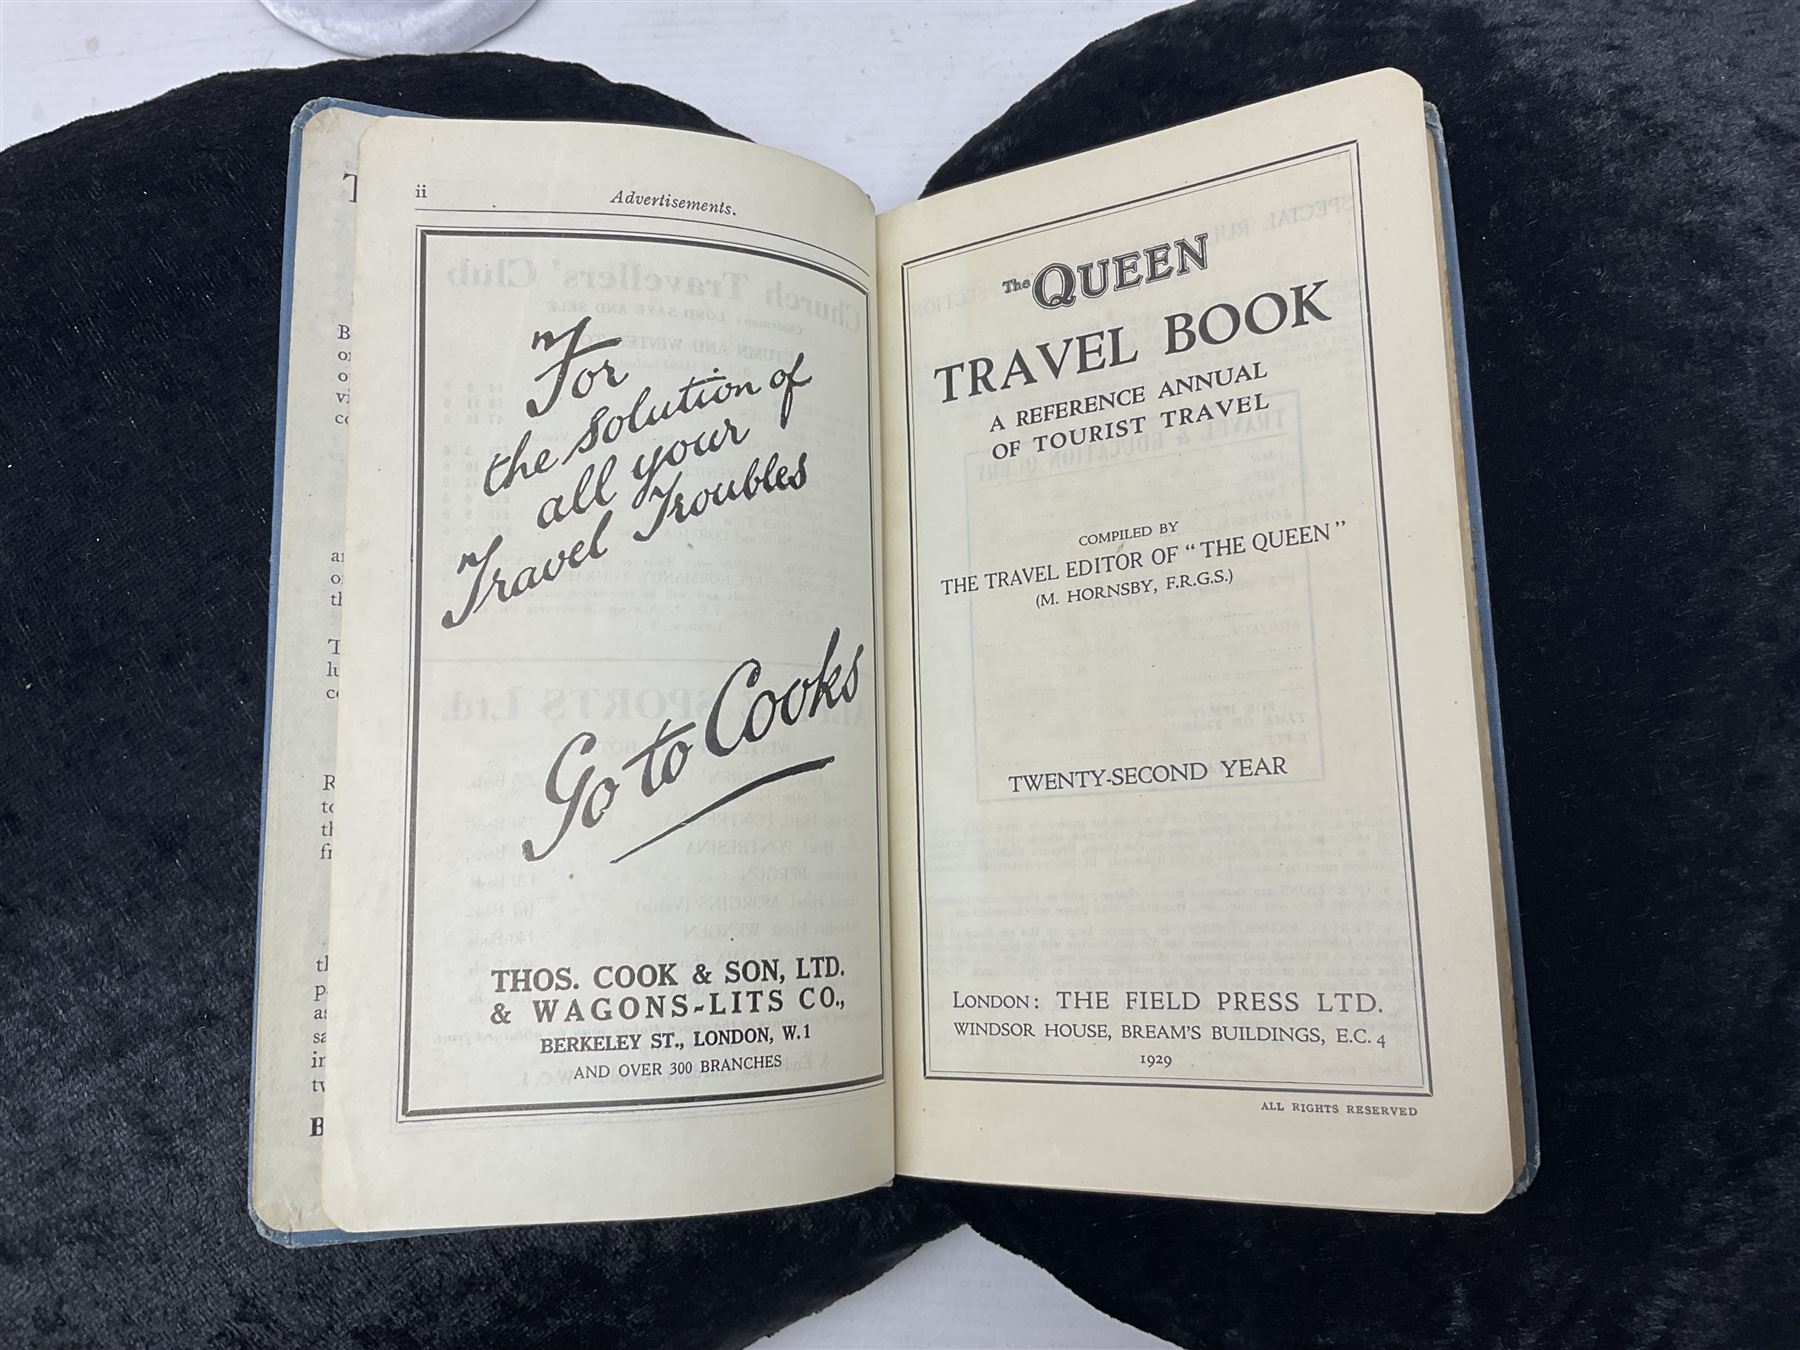 ii
Advertisements.
For
the solution of
all your
Travel Troubles
Go to Cooks
THOS. COOK & SON, LTD.
& WAGONS-LITS CO.,
BERKELEY ST., LONDON, W.1
AND OVER 300 BRANCHES
The QUEEN
TRAVEL BOOK
A REFERENCE ANNUAL
OF TOURIST TRAVEL
COMPILED BY
THE TRAVEL EDITOR OF "THE QUEEN"
(M. HORNSBY, F.R.G.S.)
TWENTY-SECOND YEAR
LONDON: THE FIELD PRESS LTD.
WINDSOR HOUSE, BREAM'S BUILDINGS, E.C. 4
1929
ALL RIGHTS RESERVED